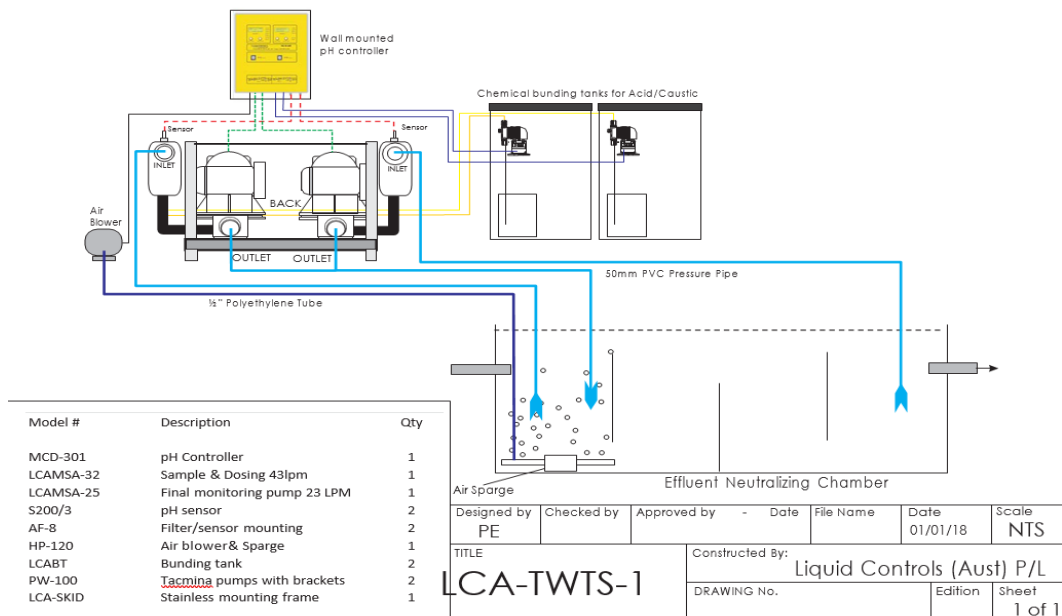 Wall mounted
pH controller
Chemical bunding tanks for Acid/Caustic
Sensor
Sensor
INLET
INLET
BACK
Air
Blower
OUTLET
OUTLET
50mm PVC Pressure Pipe
½" Polyethylene Tube
Air Sparge
Effluent Neutralizing Chamber
Model # Description Qty
MCD-301 pH Controller 1
LCAMSA-32 Sample & Dosing 43lpm 1
LCAMSA-25 Final monitoring pump 23 LPM 1
S200/3 pH sensor 2
AF-8 Filter/sensor mounting 2
HP-120 Air blower& Sparge 1
LCABT Bunding tank 2
PW-100 Tacmina pumps with brackets 2
LCA-SKID Stainless mounting frame 1
Designed by Checked by Approved by - Date File Name Date Scale
PE 01/01/18 NTS
TITLE
LCA-TWTS-1
Constructed By:
Liquid Controls (Aust) P/L
DRAWING No. Edition Sheet
1 of 1